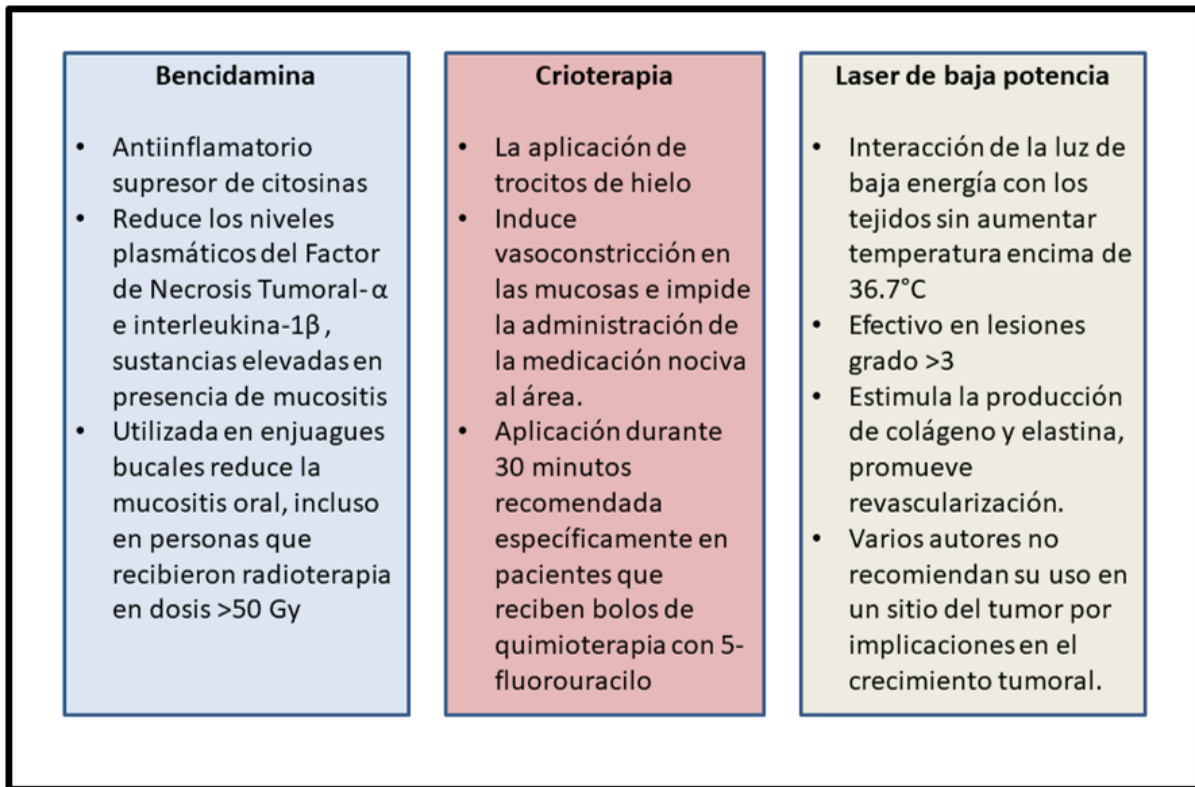 Bencidamina
• Antiinflamatorio
supresor de citosinas
• Reduce los niveles
plasmáticos del Factor
de Necrosis Tumoral- α
e interleukina-1β ,
sustancias elevadas en
presencia de mucositis
• Utilizada en enjuagues
bucales reduce la
mucositis oral, incluso
en personas que
recibieron radioterapia
en dosis >50 Gy
Crioterapia
• La aplicación de
trocitos de hielo
• Induce
vasoconstricción en
las mucosas e impide
la administración de
la medicación nociva
al área.
• Aplicación durante
30 minutos
recomendada
específicamente en
pacientes que
reciben bolos de
quimioterapia con 5-
fluorouracilo
Laser de baja potencia
• Interacción de la luz de
baja energía con los
tejidos sin aumentar
temperatura encima de
36.7°C
• Efectivo en lesiones
grado >3
• Estimula la producción
de colágeno y elastina,
promueve
revascularización.
• Varios autores no
recomiendan su uso en
un sitio del tumor por
implicaciones en el
crecimiento tumoral.